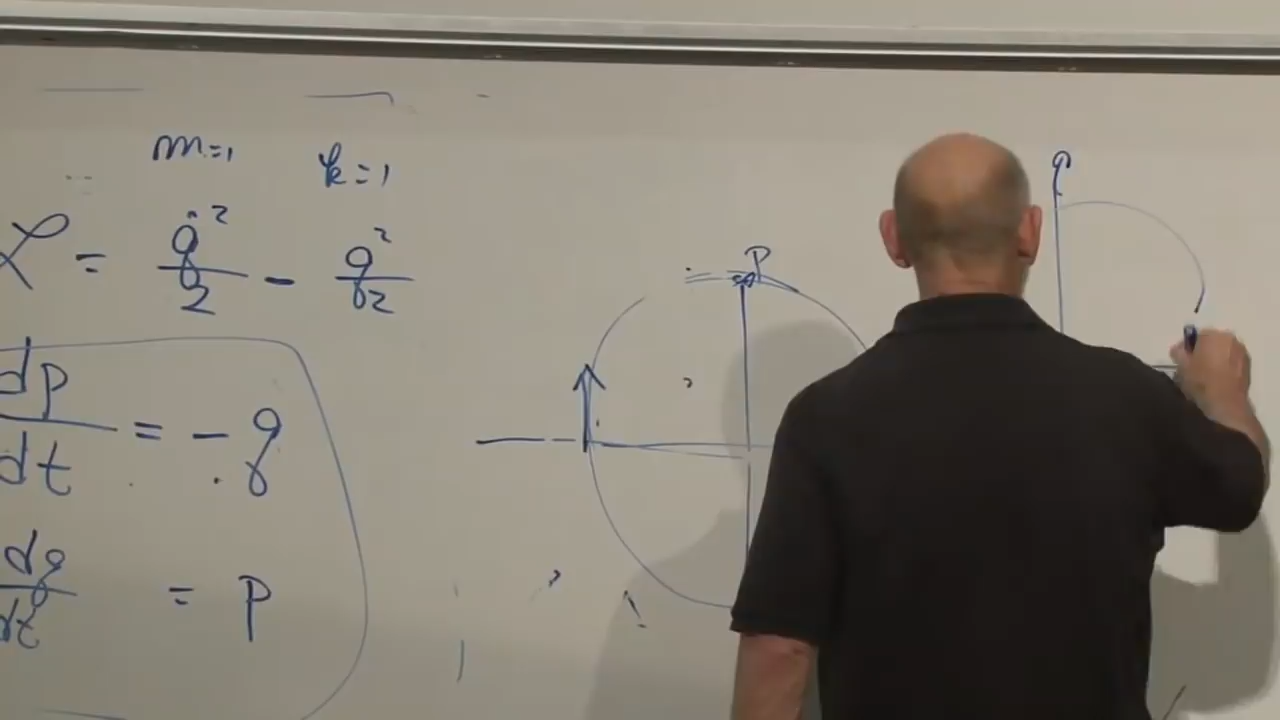 m=1 k=1
ℒ = q̇²/2 - q²/2
dp/dt = - q
dq/dt = p
P